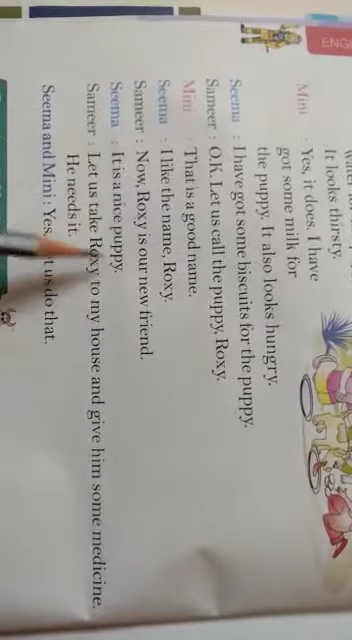 ENG
It looks thirsty.
Mini : Yes, it does. I have
got some milk for
the puppy. It also looks hungry.
Seema : I have got some biscuits for the puppy.
Sameer : O.K. Let us call the puppy, Roxy.
Mini : That is a good name.
Seema : I like the name, Roxy.
Sameer : Now, Roxy is our new friend.
Seema : It is a nice puppy.
Sameer : Let us take Roxy to my house and give him some medicine.
He needs it.
Seema and Mini : Yes, us do that.